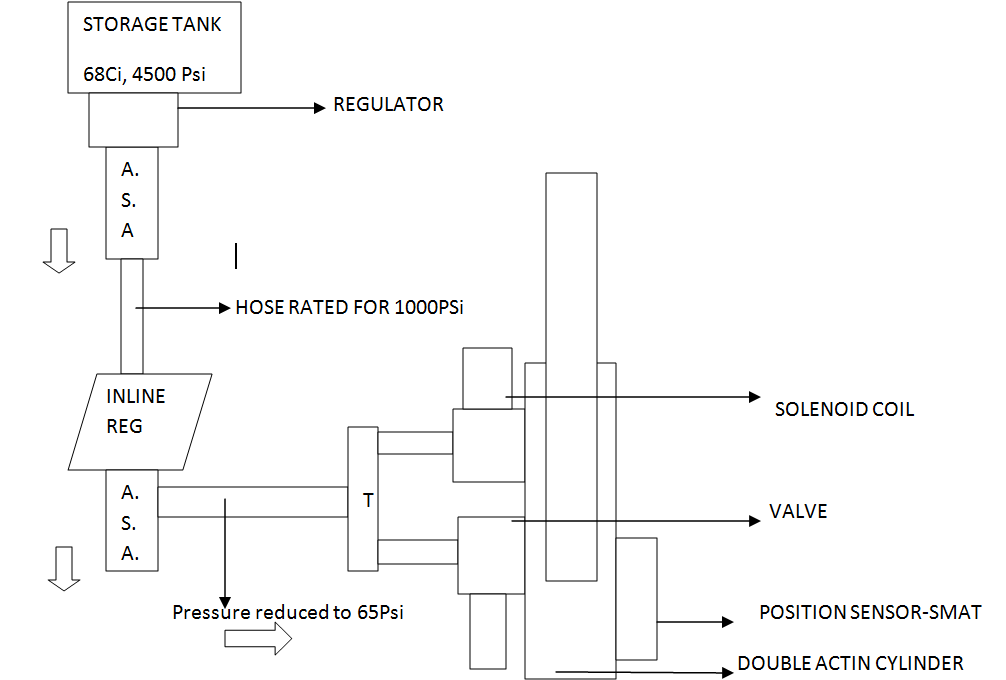 STORAGE TANK
68Ci, 4500 Psi
REGULATOR
A.
S.
A
HOSE RATED FOR 1000PSi
INLINE
REG
SOLENOID COIL
A.
S.
A.
T
VALVE
Pressure reduced to 65Psi
POSITION SENSOR-SMAT
DOUBLE ACTIN CYLINDER